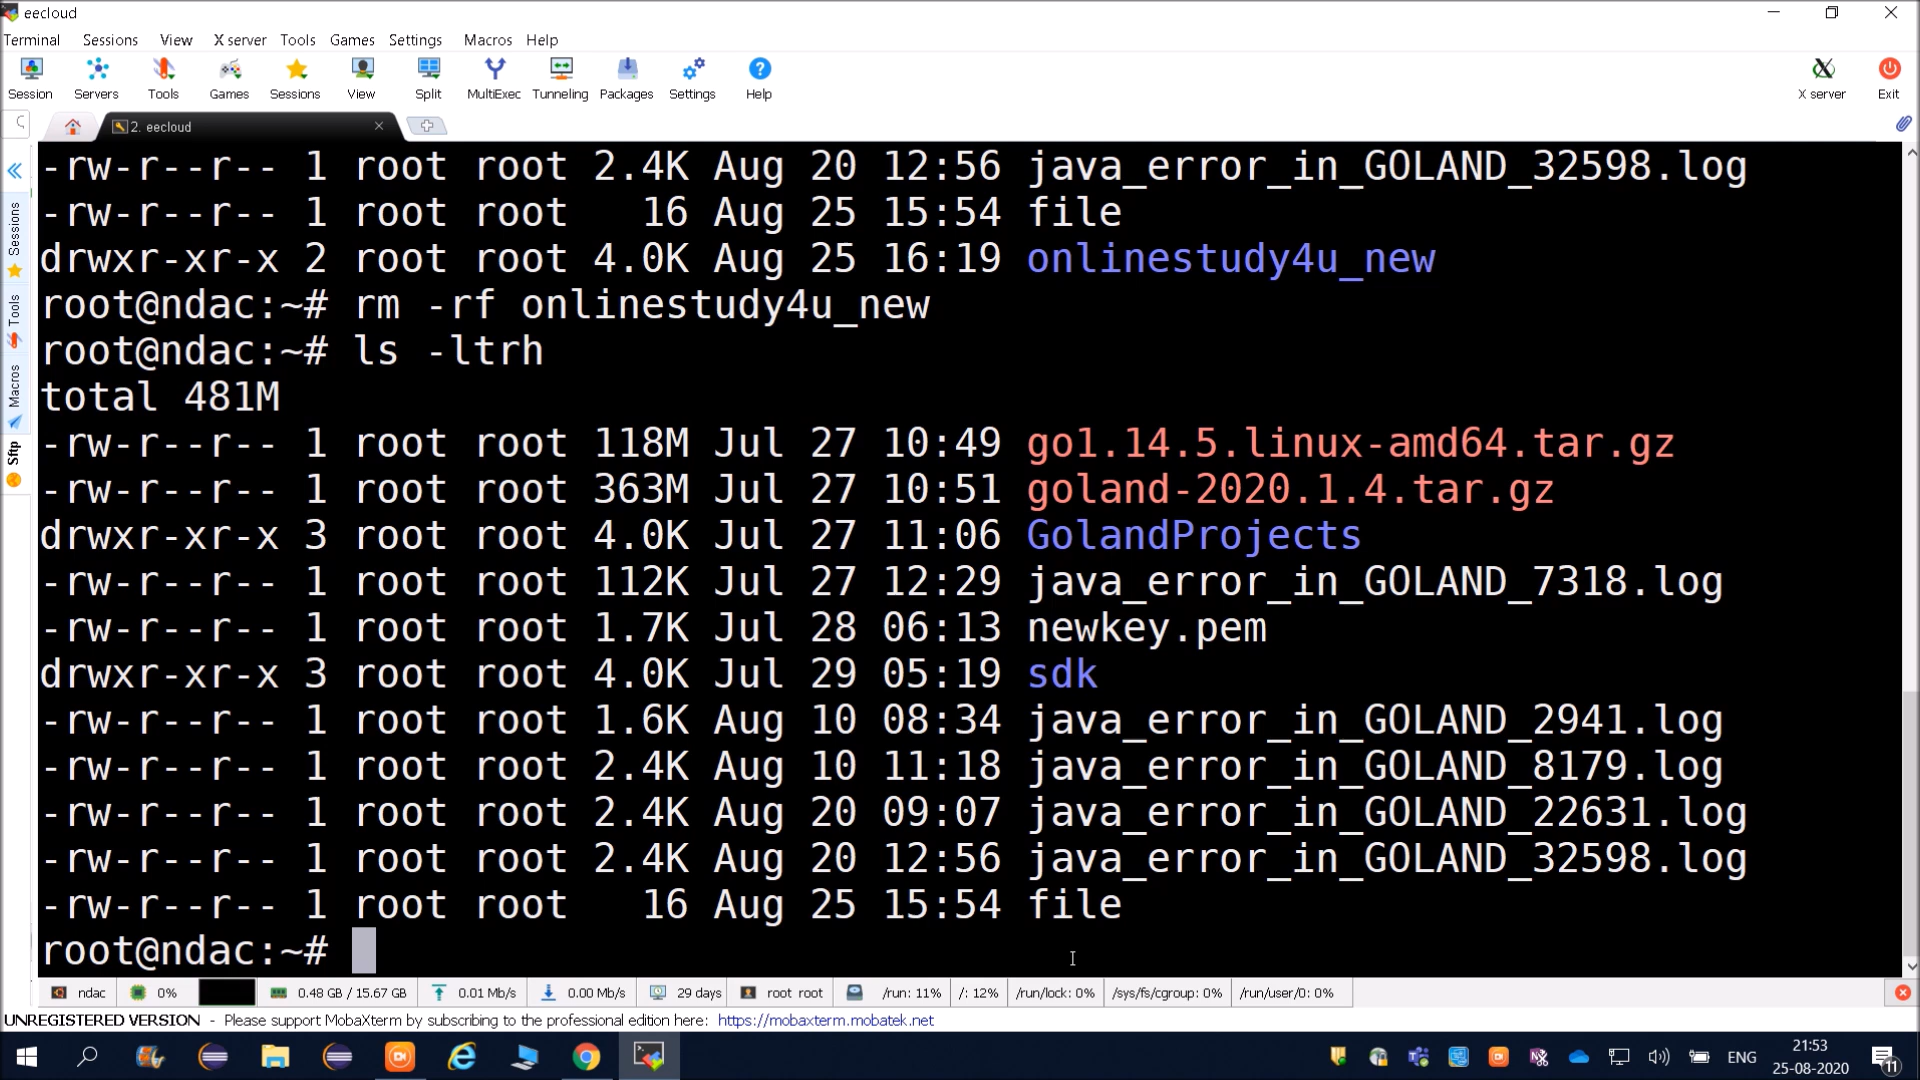 eecloud
Terminal Sessions View X server Tools Games Settings Macros Help
Session Servers Tools Games Sessions View Split MultiExec Tunneling Packages Settings Help X server Exit
2. eecloud
Sessions
Tools
Macros
Sftp
-rw-r--r-- 1 root root 2.4K Aug 20 12:56 java_error_in_GOLAND_32598.log
-rw-r--r-- 1 root root   16 Aug 25 15:54 file
drwxr-xr-x 2 root root 4.0K Aug 25 16:19 onlinestudy4u_new
root@ndac:~# rm -rf onlinestudy4u_new
root@ndac:~# ls -ltrh
total 481M
-rw-r--r-- 1 root root 118M Jul 27 10:49 go1.14.5.linux-amd64.tar.gz
-rw-r--r-- 1 root root 363M Jul 27 10:51 goland-2020.1.4.tar.gz
drwxr-xr-x 3 root root 4.0K Jul 27 11:06 GolandProjects
-rw-r--r-- 1 root root 112K Jul 27 12:29 java_error_in_GOLAND_7318.log
-rw-r--r-- 1 root root 1.7K Jul 28 06:13 newkey.pem
drwxr-xr-x 3 root root 4.0K Jul 29 05:19 sdk
-rw-r--r-- 1 root root 1.6K Aug 10 08:34 java_error_in_GOLAND_2941.log
-rw-r--r-- 1 root root 2.4K Aug 10 11:18 java_error_in_GOLAND_8179.log
-rw-r--r-- 1 root root 2.4K Aug 20 09:07 java_error_in_GOLAND_22631.log
-rw-r--r-- 1 root root 2.4K Aug 20 12:56 java_error_in_GOLAND_32598.log
-rw-r--r-- 1 root root   16 Aug 25 15:54 file
root@ndac:~#
ndac 0% 0.48 GB / 15.67 GB 0.01 Mb/s 0.00 Mb/s 29 days root root /run: 11% /: 12% /run/lock: 0% /sys/fs/cgroup: 0% /run/user/0: 0%
UNREGISTERED VERSION - Please support MobaXterm by subscribing to the professional edition here: https://mobaxterm.mobatek.net
ENG 21:53
25-08-2020 11